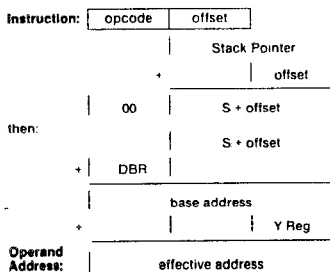 Instruction: opcode offset
Stack Pointer
+ offset
00 S + offset
then:
S + offset
+ DBR
base address
+ Y Reg
Operand
Address: effective address